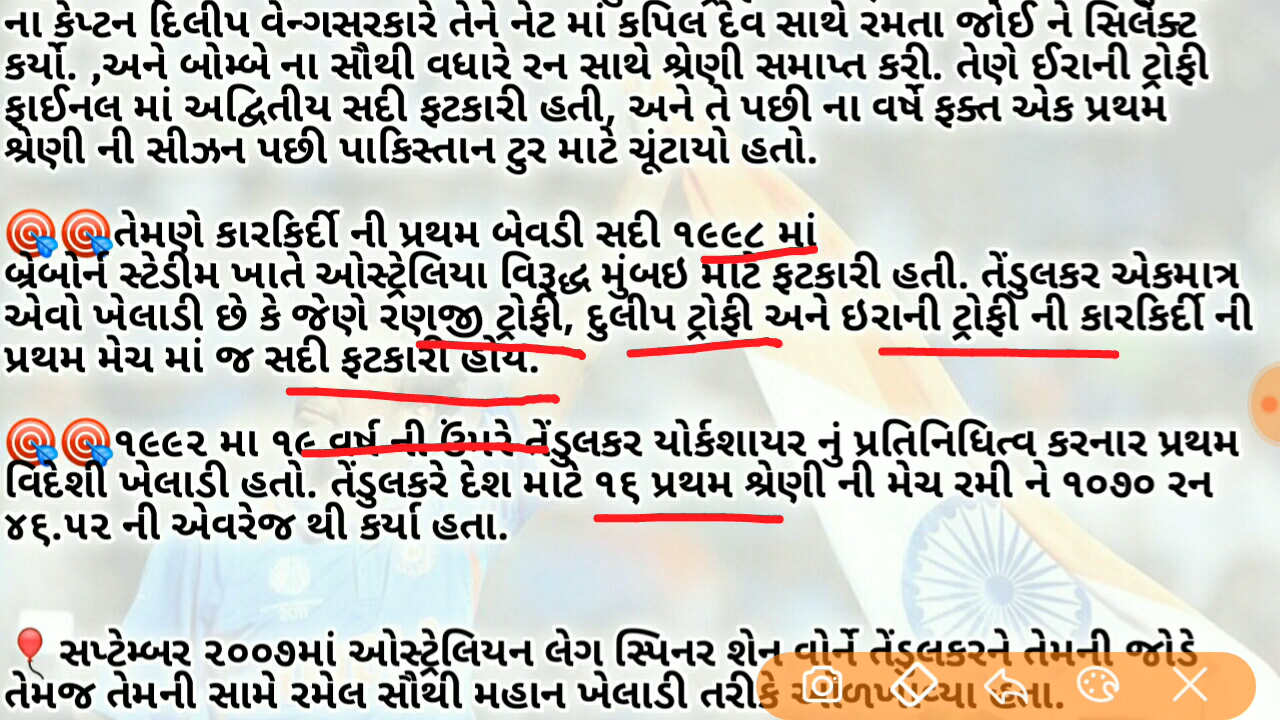 ના કેપ્ટન દિલીપ વેન્ગસરકારે તેને નેટ માં કપિલ દેવ સાથે રમતા જોઈ ને સિલેક્ટ
કર્યો. ,અને બોમ્બે ના સૌથી વધારે રન સાથે શ્રેણી સમાપ્ત કરી. તેણે ઈરાની ટ્રોફી
ફાઈનલ માં અદ્વિતીય સદી ફટકારી હતી, અને તે પછી ના વર્ષે ફક્ત એક પ્રથમ
શ્રેણી ની સીઝન પછી પાકિસ્તાન ટુર માટે ચૂંટાયો હતો.
🎯🎯તેમણે કારકિર્દી ની પ્રથમ બેવડી સદી ૧૯૯૮ માં
બ્રેબોર્ન સ્ટેડીમ ખાતે ઓસ્ટ્રેલિયા વિરૂદ્ધ મુંબઇ માટે ફટકારી હતી. તેંડુલકર એકમાત્ર
એવો ખેલાડી છે કે જેણે રણજી ટ્રોફી, દુલીપ ટ્રોફી અને ઇરાની ટ્રોફી ની કારકિર્દી ની
પ્રથમ મેચ માં જ સદી ફટકારી હોય.
🎯🎯૧૯૯૨ મા ૧૯ વર્ષ ની ઉંમરે તેંડુલકર યોર્કશાયર નું પ્રતિનિધિત્વ કરનાર પ્રથમ
વિદેશી ખેલાડી હતો. તેંડુલકરે દેશ માટે ૧૬ પ્રથમ શ્રેણી ની મેચ રમી ને ૧૦૭૦ રન
૪૬.૫૨ ની એવરેજ થી કર્યા હતા.
🎈 સપ્ટેમ્બર ૨૦૦૭માં ઓસ્ટ્રેલિયન લેગ સ્પિનર શેન વોર્ને તેંડુલકરને તેમની જોડે
તેમજ તેમની સામે રમેલ સૌથી મહાન ખેલાડી તરીકે હતા.